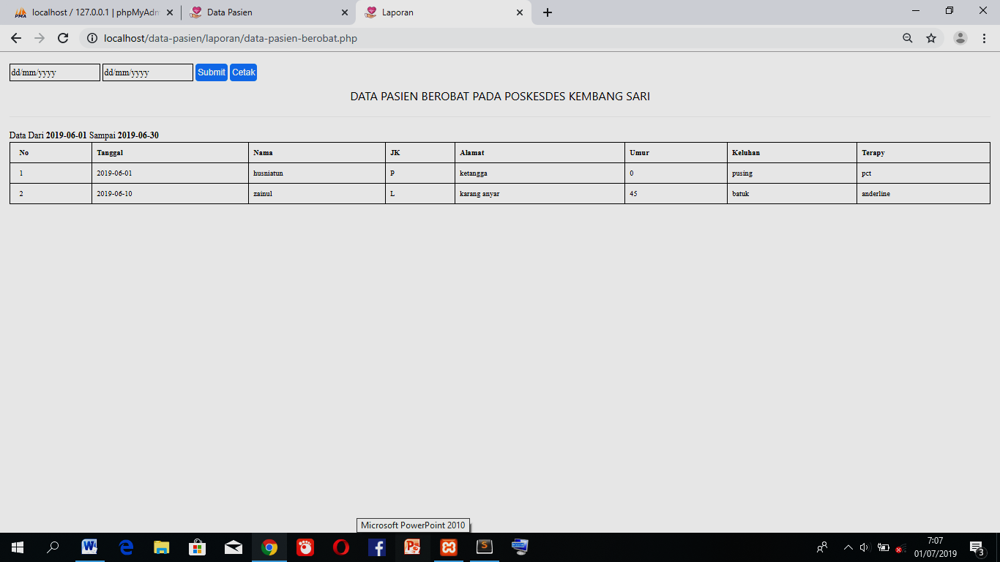 localhost / 127.0.0.1 | phpMyAdm
Data Pasien
Laporan
localhost/data-pasien/laporan/data-pasien-berobat.php
dd/mm/yyyy dd/mm/yyyy Submit Cetak
DATA PASIEN BEROBAT PADA POSKESDES KEMBANG SARI
Data Dari 2019-06-01 Sampai 2019-06-30
No Tanggal Nama JK Alamat Umur Keluhan Terapy
1 2019-06-01 husniatun P ketangga 0 pusing pct
2 2019-06-10 zainul L karang anyar 45 batuk anderline
Microsoft PowerPoint 2010
7:07
01/07/2019
3